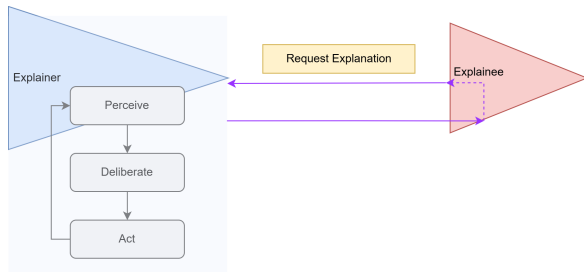 Request Explanation
Explainer
Explainee
Perceive
Deliberate
Act